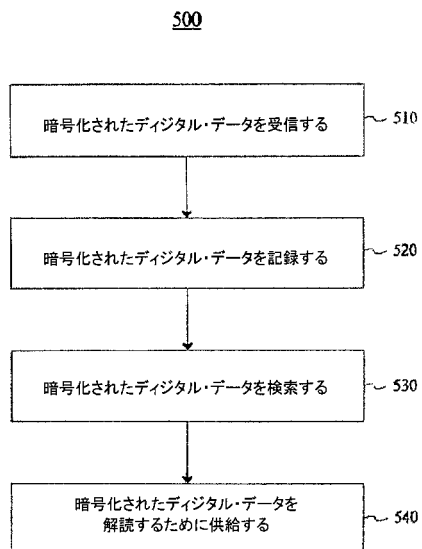 500
暗号化されたディジタル・データを受信する
510
暗号化されたディジタル・データを記録する
520
暗号化されたディジタル・データを検索する
530
暗号化されたディジタル・データを
解読するために供給する
540